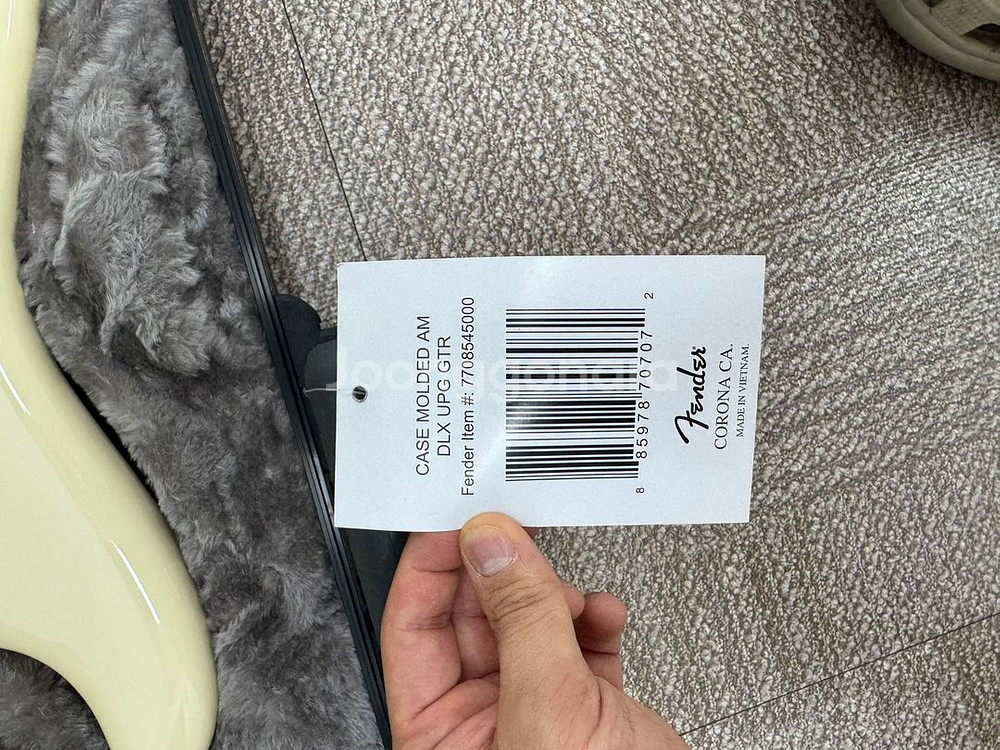 CASE MOLDED AM
DLX UPG GTR
Fender Item #: 7708545000
8 85978 70707 2
Fender
CORONA CA.
MADE IN VIETNAM.
Joongonara